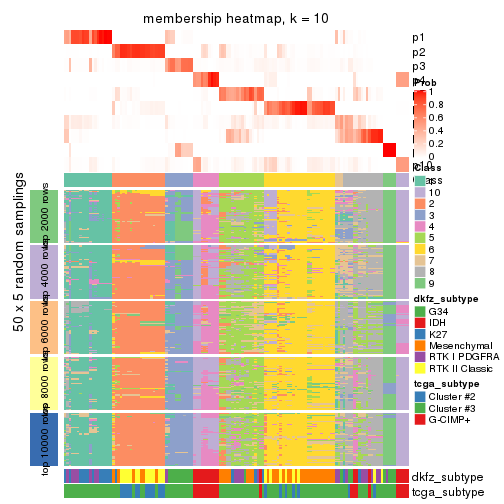 membership heatmap, k = 10
p1
p2
p3
p4
Prob
1
0.8
0.6
0.4
0.2
0
p10
Class
1
10
2
3
4
5
6
7
8
9
50 x 5 random samplings
top 2000 rows
top 4000 rows
top 6000 rows
top 8000 rows
top 10000 rows
dkfz_subtype
G34
IDH
K27
Mesenchymal
RTK I PDGFRA
RTK II Classic
tcga_subtype
Cluster #2
Cluster #3
G-CIMP+
dkfz_subtype
tcga_subtype